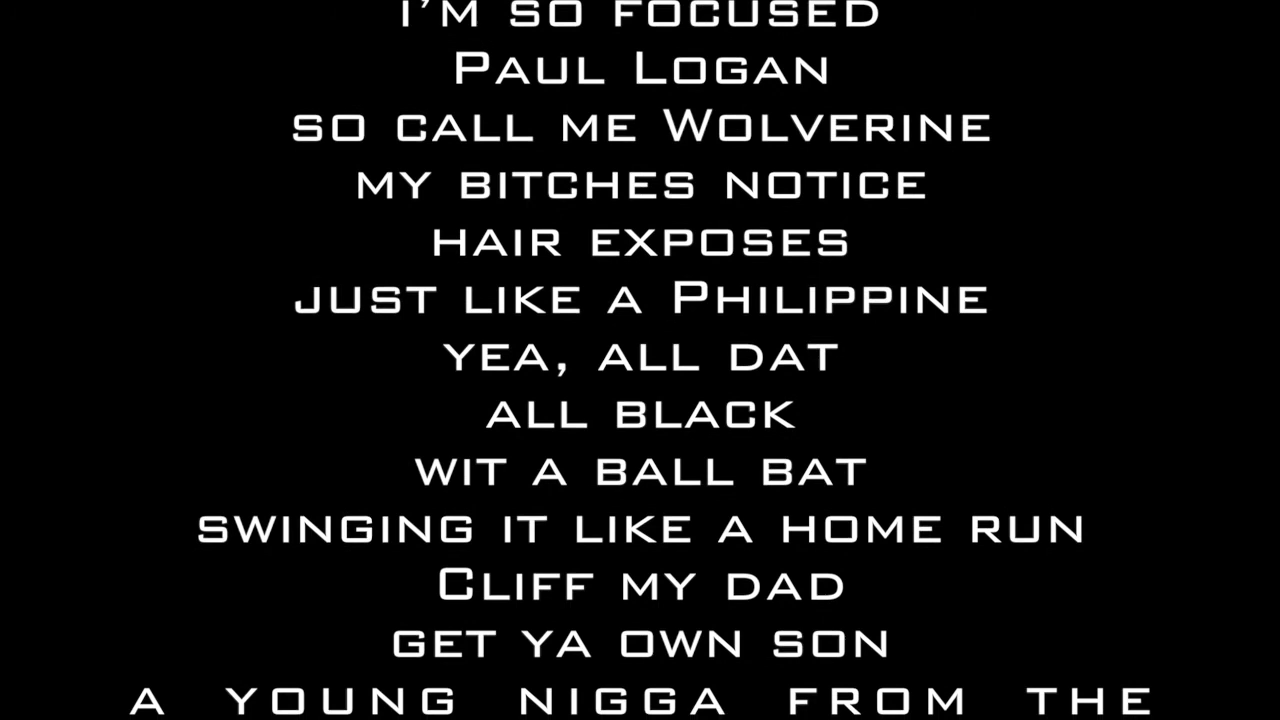 I'M SO FOCUSED
PAUL LOGAN
SO CALL ME WOLVERINE
MY BITCHES NOTICE
HAIR EXPOSES
JUST LIKE A PHILIPPINE
YEA, ALL DAT
ALL BLACK
WIT A BALL BAT
SWINGING IT LIKE A HOME RUN
CLIFF MY DAD
GET YA OWN SON
A YOUNG NIGGA FROM THE